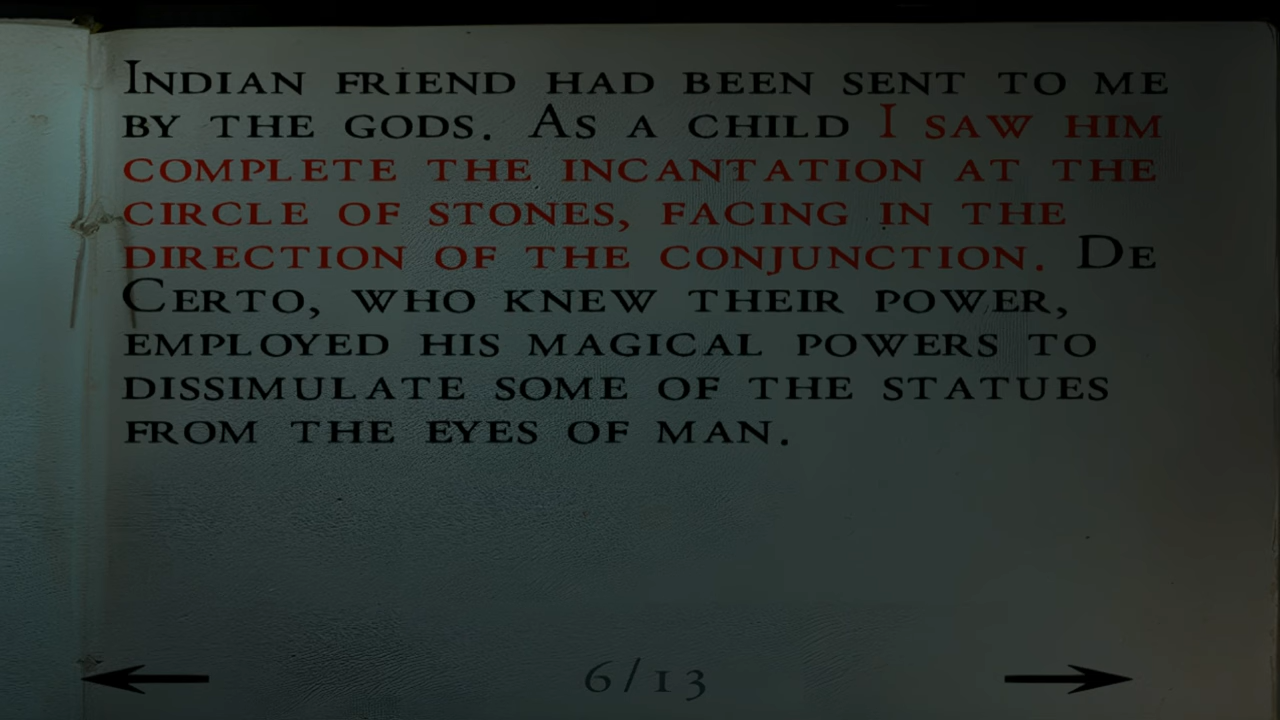 Indian friend had been sent to me
by the gods. As a child I saw him
complete the incantation at the
circle of stones, facing in the
direction of the conjunction. De
Certo, who knew their power,
employed his magical powers to
dissimulate some of the statues
from the eyes of man.
6/13